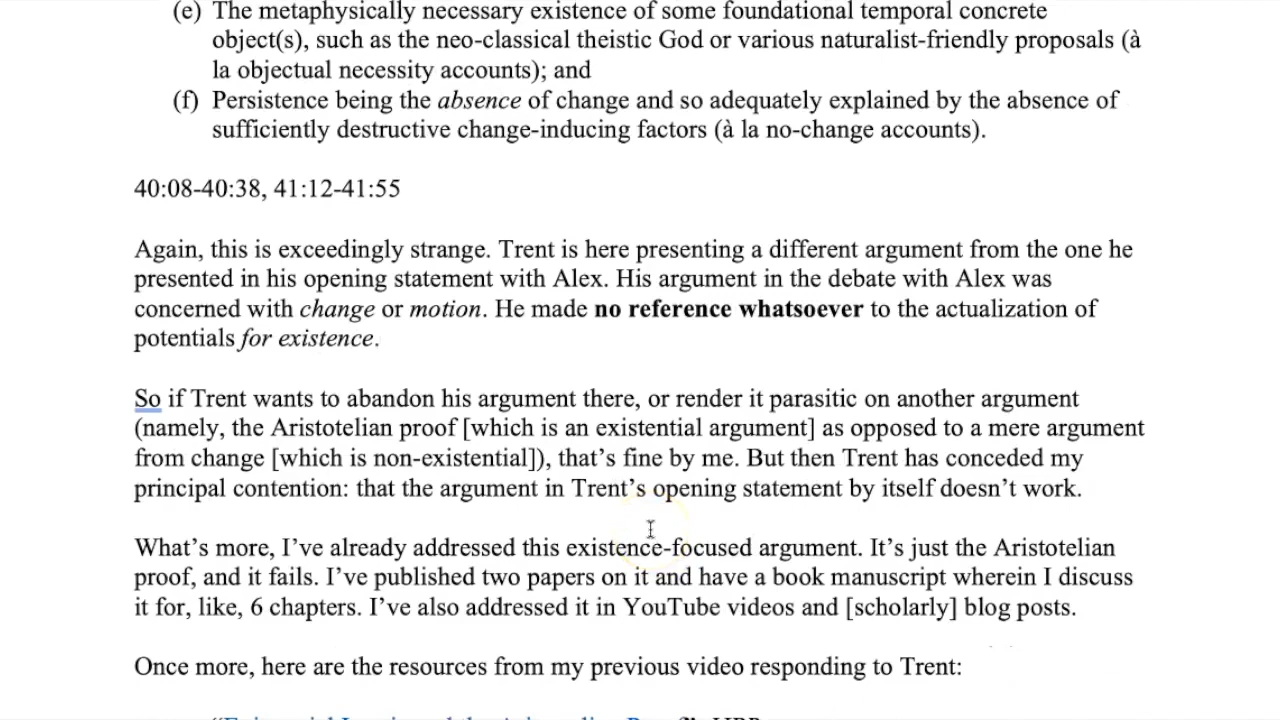 (e) The metaphysically necessary existence of some foundational temporal concrete
object(s), such as the neo-classical theistic God or various naturalist-friendly proposals (à
la objectual necessity accounts); and
(f) Persistence being the absence of change and so adequately explained by the absence of
sufficiently destructive change-inducing factors (à la no-change accounts).
40:08-40:38, 41:12-41:55
Again, this is exceedingly strange. Trent is here presenting a different argument from the one he
presented in his opening statement with Alex. His argument in the debate with Alex was
concerned with change or motion. He made no reference whatsoever to the actualization of
potentials for existence.
So if Trent wants to abandon his argument there, or render it parasitic on another argument
(namely, the Aristotelian proof [which is an existential argument] as opposed to a mere argument
from change [which is non-existential]), that’s fine by me. But then Trent has conceded my
principal contention: that the argument in Trent’s opening statement by itself doesn’t work.
What’s more, I’ve already addressed this existence-focused argument. It’s just the Aristotelian
proof, and it fails. I’ve published two papers on it and have a book manuscript wherein I discuss
it for, like, 6 chapters. I’ve also addressed it in YouTube videos and [scholarly] blog posts.
Once more, here are the resources from my previous video responding to Trent: